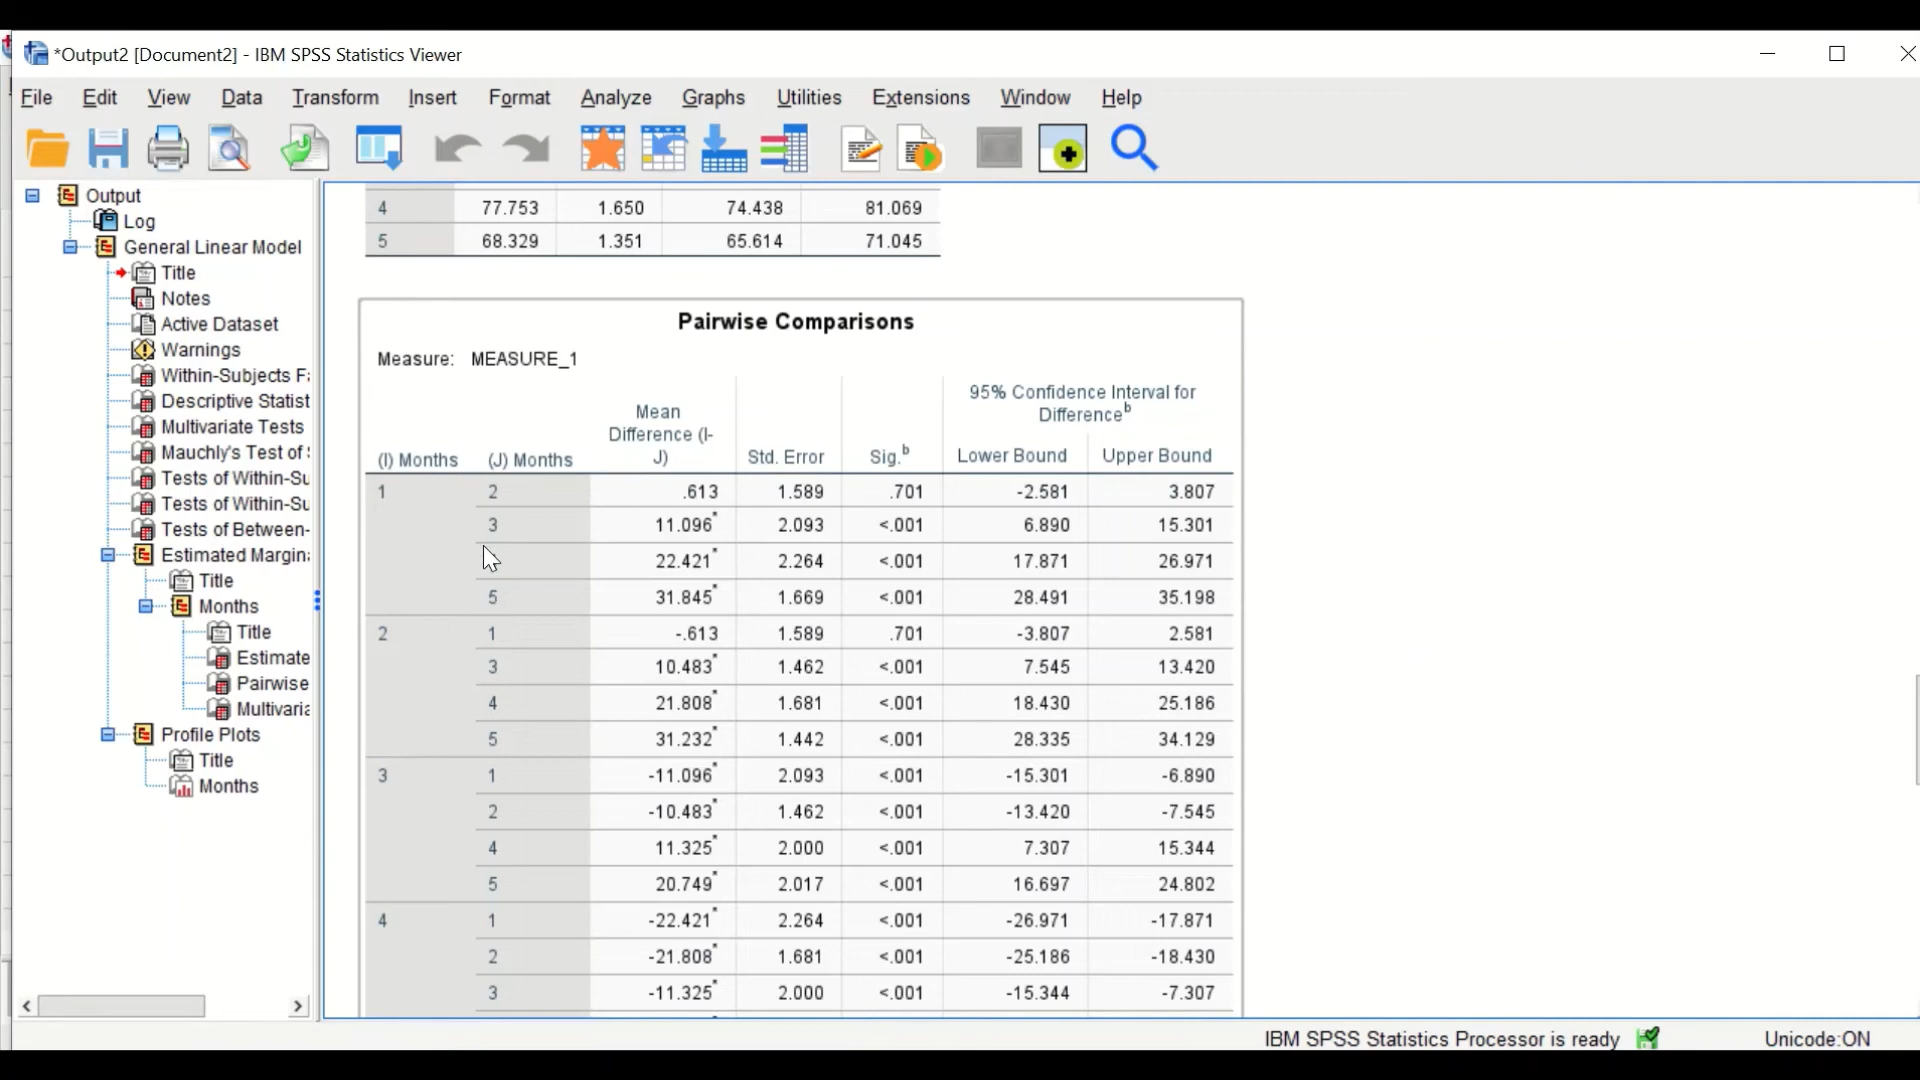 *Output2 [Document2] - IBM SPSS Statistics Viewer
File Edit View Data Transform Insert Format Analyze Graphs Utilities Extensions Window Help
Output
Log
General Linear Model
Title
Notes
Active Dataset
Warnings
Within-Subjects Fa
Descriptive Statist
Multivariate Tests
Mauchly's Test of S
Tests of Within-Su
Tests of Within-Su
Tests of Between-
Estimated Margina
Title
Months
Title
Estimate
Pairwise
Multivaria
Profile Plots
Title
Months
4 77.753 1.650 74.438 81.069
5 68.329 1.351 65.614 71.045
Pairwise Comparisons
Measure: MEASURE_1
95% Confidence Interval for
Differenceᵇ
Mean
Difference (I-
(I) Months (J) Months J) Std. Error Sig.ᵇ Lower Bound Upper Bound
1 2 .613 1.589 .701 -2.581 3.807
3 11.096* 2.093 <.001 6.890 15.301
22.421* 2.264 <.001 17.871 26.971
5 31.845* 1.669 <.001 28.491 35.198
2 1 -.613 1.589 .701 -3.807 2.581
3 10.483* 1.462 <.001 7.545 13.420
4 21.808* 1.681 <.001 18.430 25.186
5 31.232* 1.442 <.001 28.335 34.129
3 1 -11.096* 2.093 <.001 -15.301 -6.890
2 -10.483* 1.462 <.001 -13.420 -7.545
4 11.325* 2.000 <.001 7.307 15.344
5 20.749* 2.017 <.001 16.697 24.802
4 1 -22.421* 2.264 <.001 -26.971 -17.871
2 -21.808* 1.681 <.001 -25.186 -18.430
3 -11.325* 2.000 <.001 -15.344 -7.307
IBM SPSS Statistics Processor is ready Unicode:ON